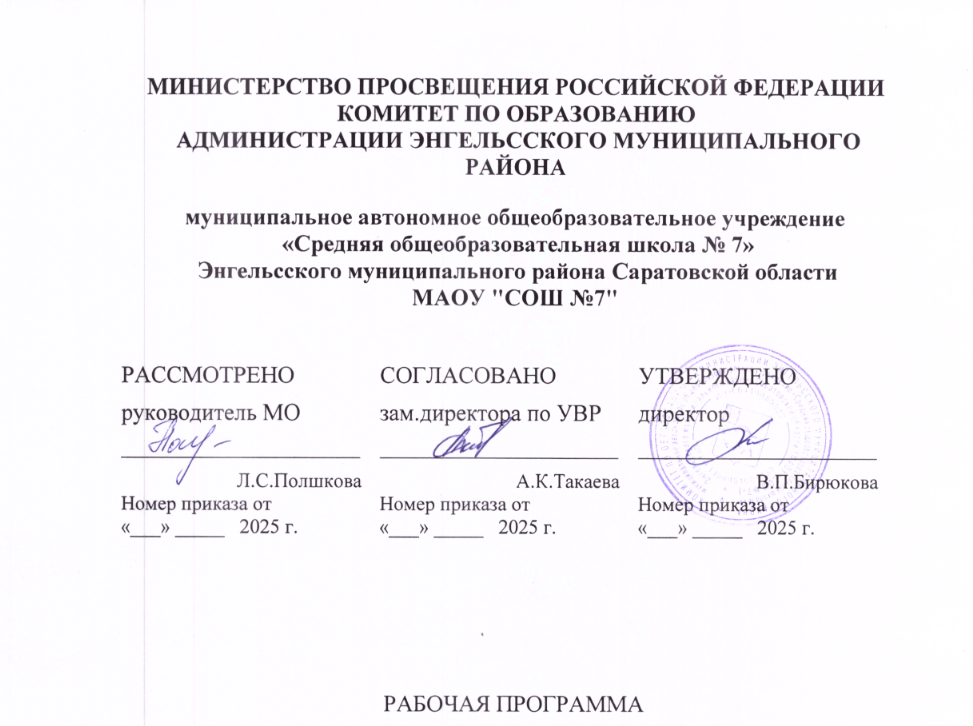 МИНИСТЕРСТВО ПРОСВЕЩЕНИЯ РОССИЙСКОЙ ФЕДЕРАЦИИ
КОМИТЕТ ПО ОБРАЗОВАНИЮ
АДМИНИСТРАЦИИ ЭНГЕЛЬССКОГО МУНИЦИПАЛЬНОГО
РАЙОНА
муниципальное автономное общеобразовательное учреждение
«Средняя общеобразовательная школа № 7»
Энгельсского муниципального района Саратовской области
МАОУ "СОШ №7"
РАССМОТРЕНО СОГЛАСОВАНО УТВЕРЖДЕНО
руководитель МО зам.директора по УВР директор
Л.С.Полшкова А.К.Такаева В.П.Бирюкова
Номер приказа от Номер приказа от Номер приказа от
«___» _____ 2025 г. «___» _____ 2025 г. «___» _____ 2025 г.
РАБОЧАЯ ПРОГРАММА